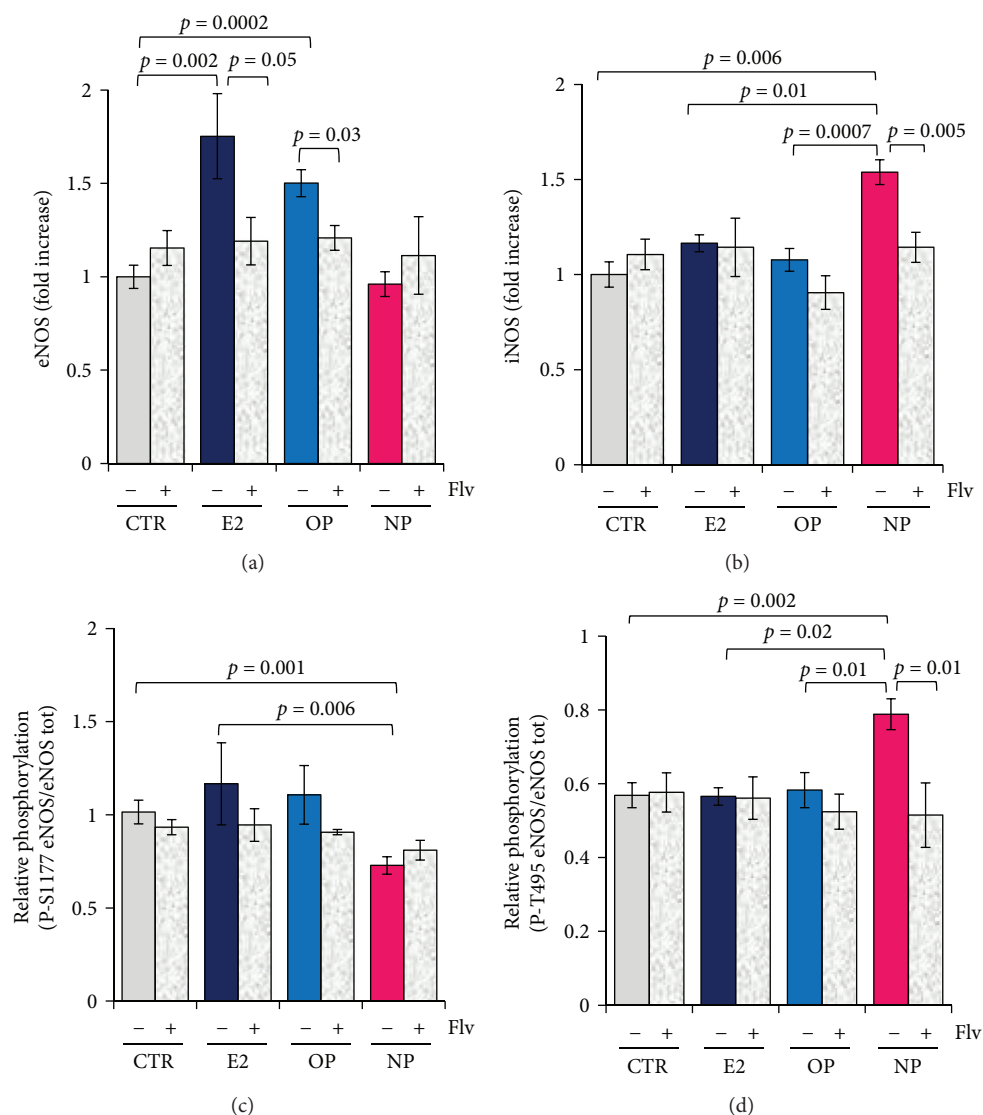 p = 0.0002
p = 0.002
p = 0.05
p = 0.03
2
1.5
1
0.5
0
eNOS (fold increase)
− + − + − + − + Flv
CTR E2 OP NP
(a)
p = 0.006
p = 0.01
p = 0.0007
p = 0.005
2
1.5
1
0.5
0
iNOS (fold increase)
− + − + − + − + Flv
CTR E2 OP NP
(b)
p = 0.001
p = 0.006
2
1.5
1
0.5
0
Relative phosphorylation
(P-S1177 eNOS/eNOS tot)
− + − + − + − + Flv
CTR E2 OP NP
(c)
p = 0.002
p = 0.02
p = 0.01
p = 0.01
1
0.8
0.6
0.4
0.2
0
Relative phosphorylation
(P-T495 eNOS/eNOS tot)
− + − + − + − + Flv
CTR E2 OP NP
(d)